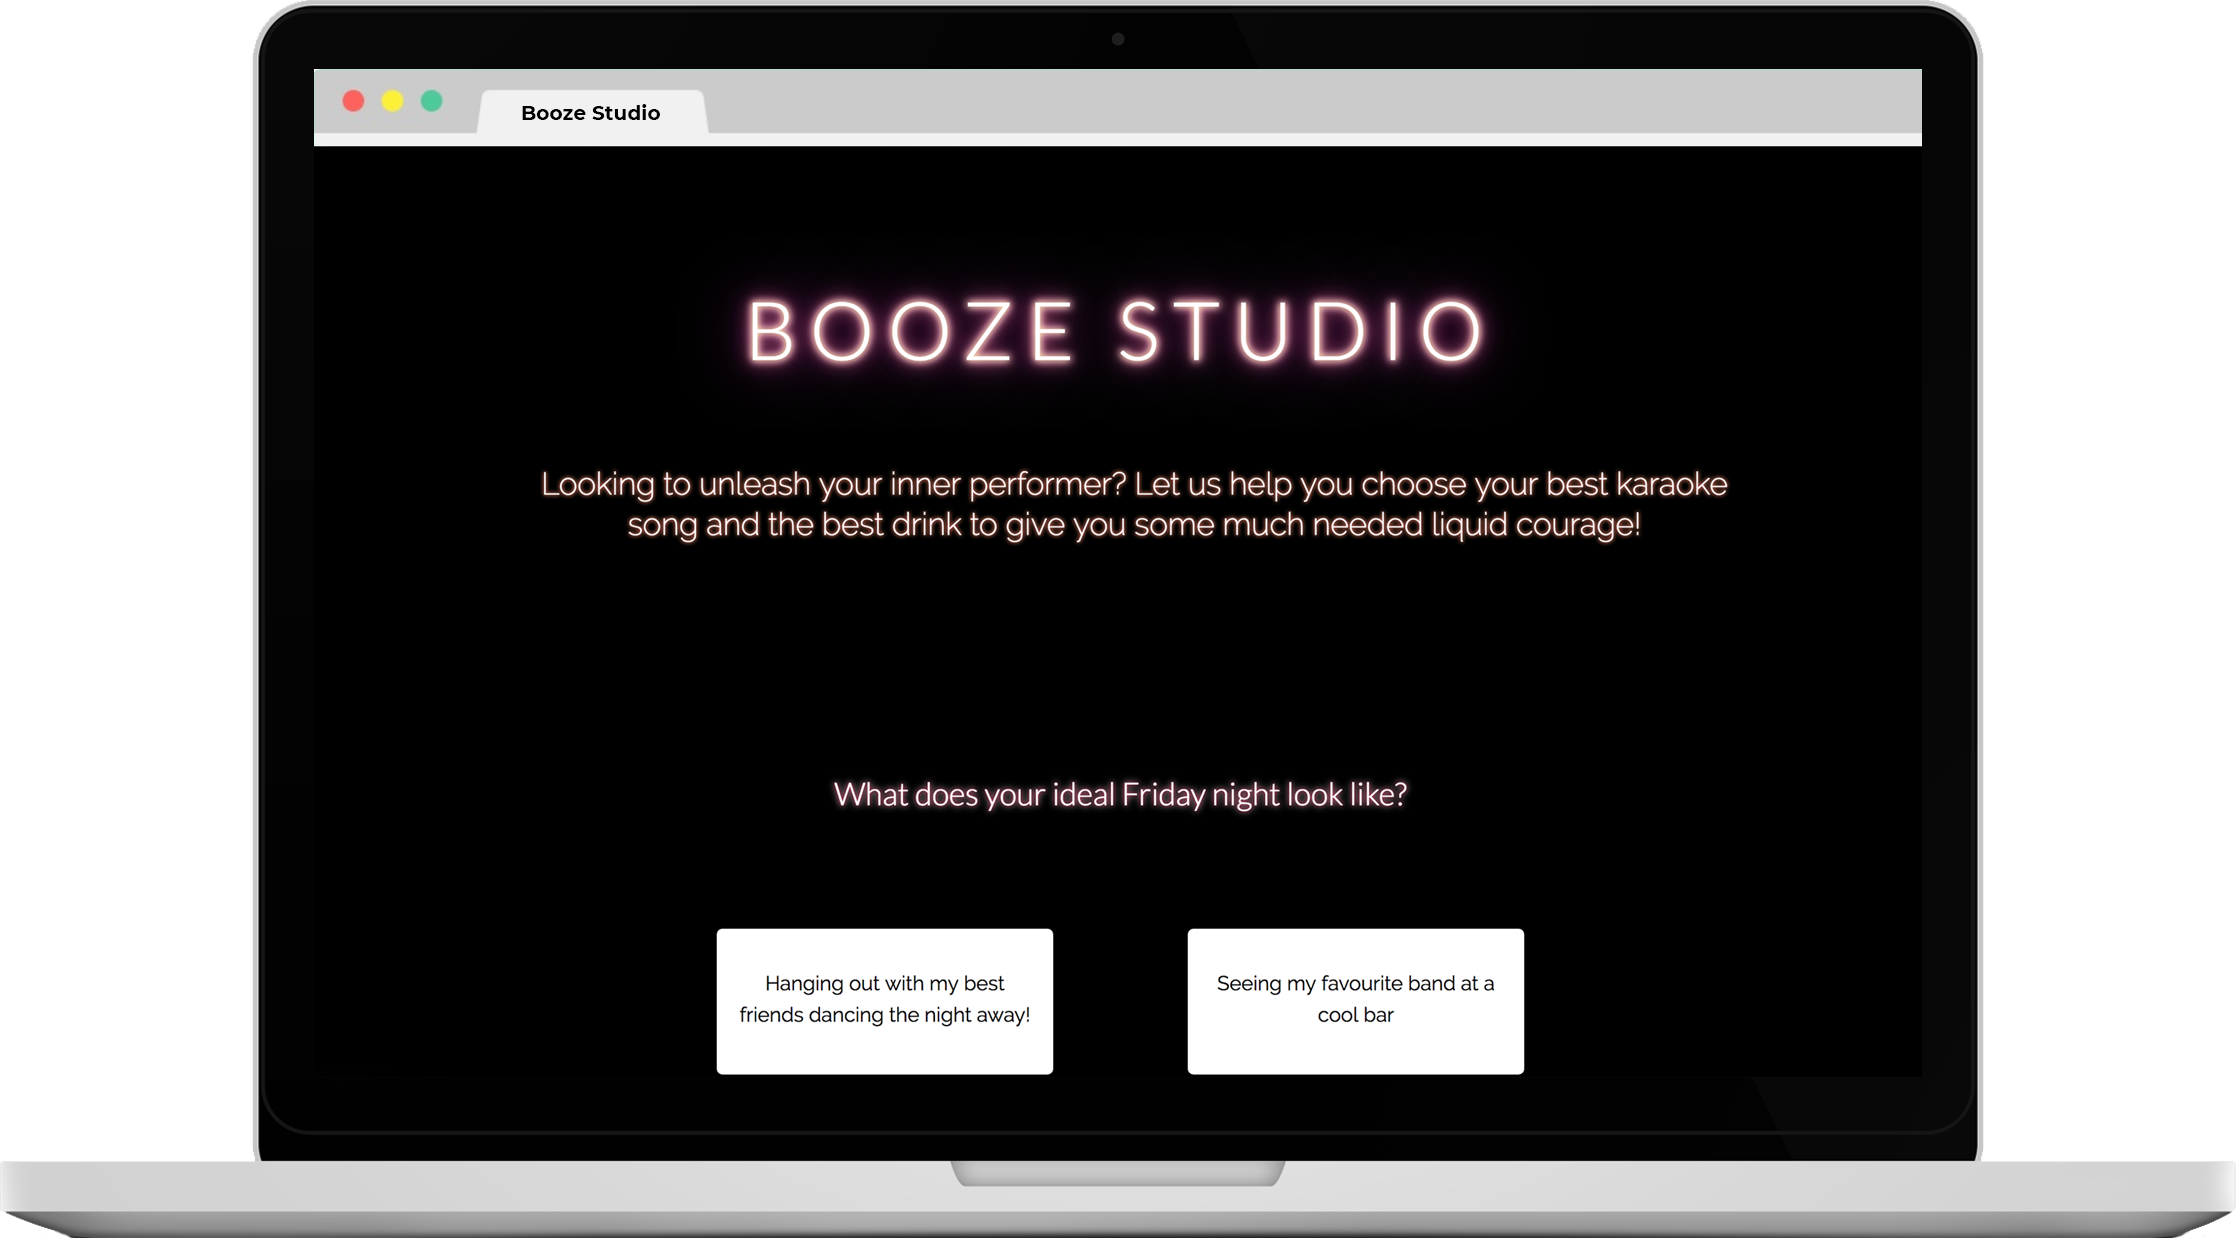 Booze Studio
BOOZE STUDIO
Looking to unleash your inner performer? Let us help you choose your best karaoke
song and the best drink to give you some much needed liquid courage!
What does your ideal Friday night look like?
Hanging out with my best
friends dancing the night away!
Seeing my favourite band at a
cool bar